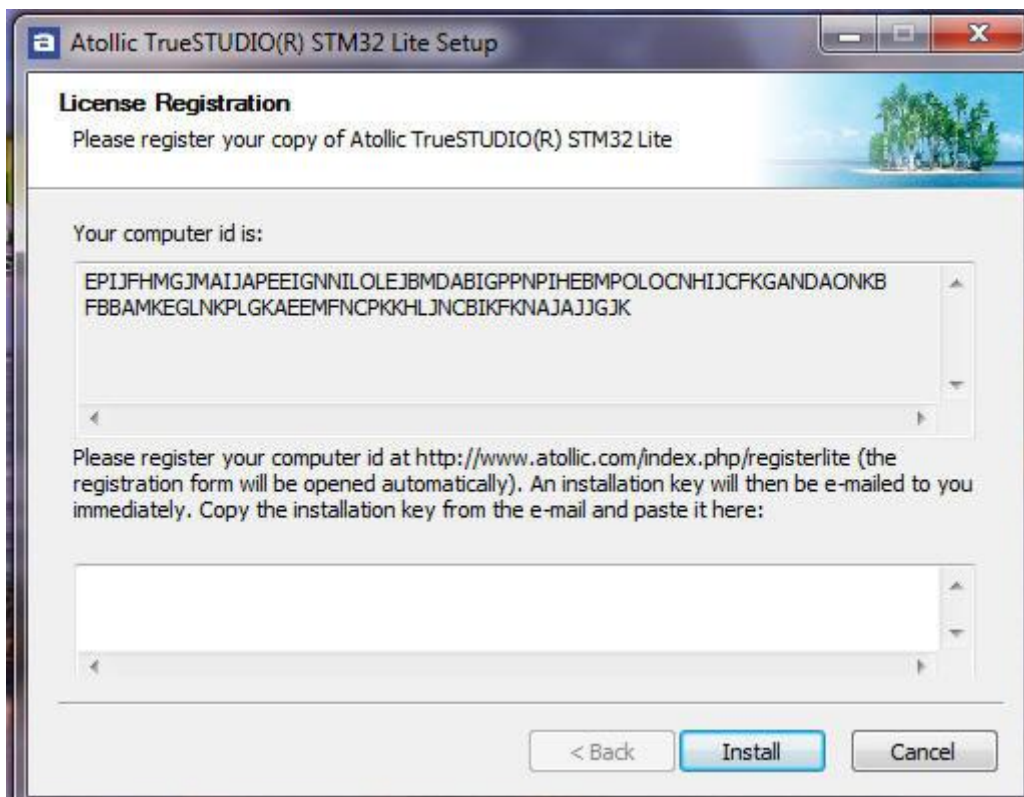 a Atollic TrueSTUDIO(R) STM32 Lite Setup
License Registration
Please register your copy of Atollic TrueSTUDIO(R) STM32 Lite
Your computer id is:
EPIJFHMGJMAIJAPEEIGNNILOLEJBMDABIGPPNPIHEBMPOLOCNHIJCFKGANDAONKB
FBBAMKEGLNKPLGKAEEMFNCPKKHLJNCBIKFKNAJAJJGJK
Please register your computer id at http://www.atollic.com/index.php/registerlite (the
registration form will be opened automatically). An installation key will then be e-mailed to you
immediately. Copy the installation key from the e-mail and paste it here:
< Back Install Cancel